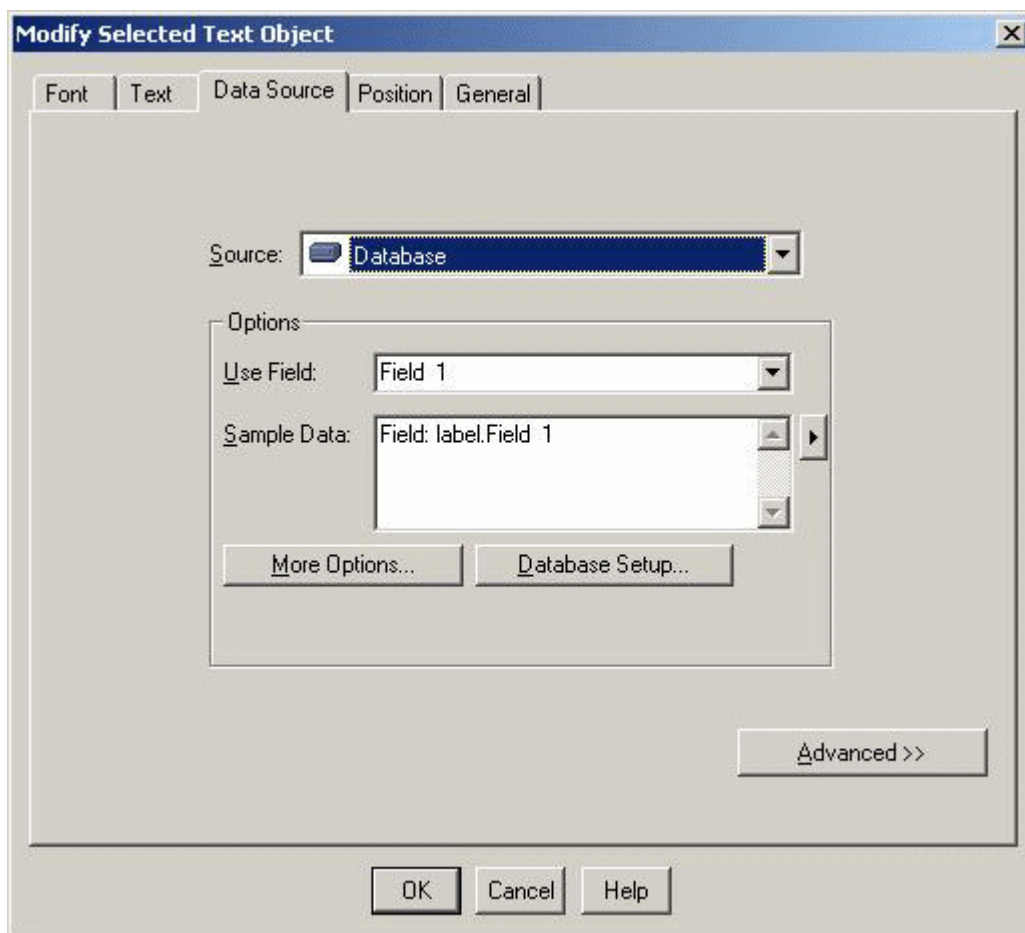 Modify Selected Text Object
Font Text Data Source Position General
Source: Database
Options
Use Field: Field 1
Sample Data: Field: label.Field 1
More Options... Database Setup...
Advanced >>
OK Cancel Help